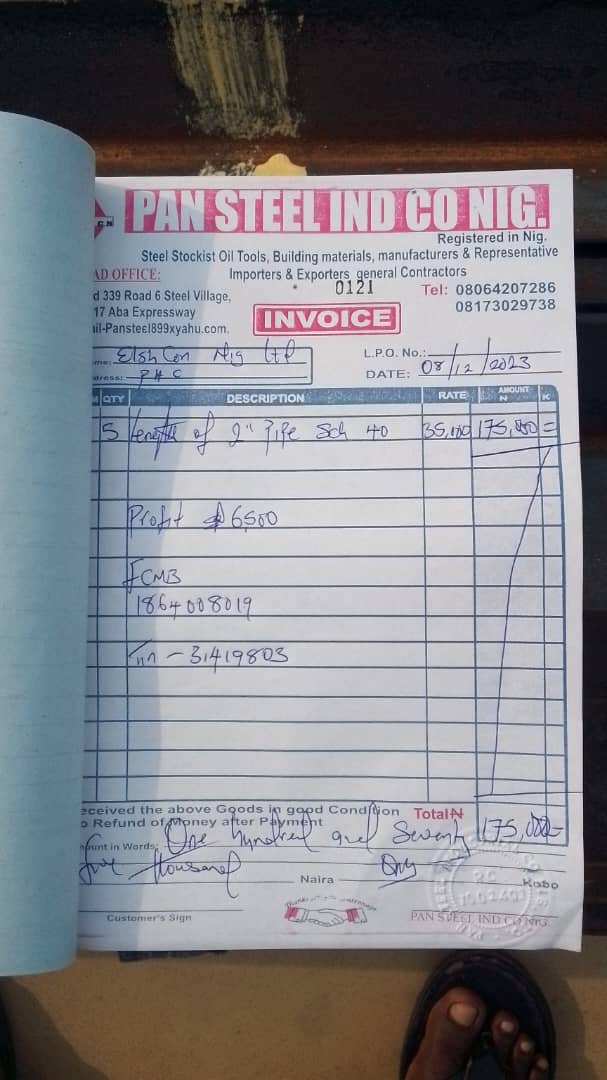 PAN STEEL IND CO NIG.
Registered in Nig.
Steel Stockist Oil Tools, Building materials, manufacturers & Representative
AD OFFICE: Importers & Exporters general Contractors
0121
d 339 Road 6 Steel Village,
17 Aba Expressway
il-Pansteel899xyahu.com.
Tel: 08064207286
08173029738
INVOICE
me: Elsh Con Nig Ltd
L.P.O. No.:
dress: PHC
DATE: 08/12/2023
QTY DESCRIPTION RATE AMOUNT
N K
5 length of 2" Pipe Sch 40 35,000 175,000=
Profit 6,500
FCMB
1864008019
Tin - 31419803
eceived the above Goods in good Condition
o Refund of Money after Payment
Total N 175,000=
ount in Words: One hundred and Seventy
five thousand Only
Naira Kobo
Customer's Sign
PAN STEEL IND CO NIG.